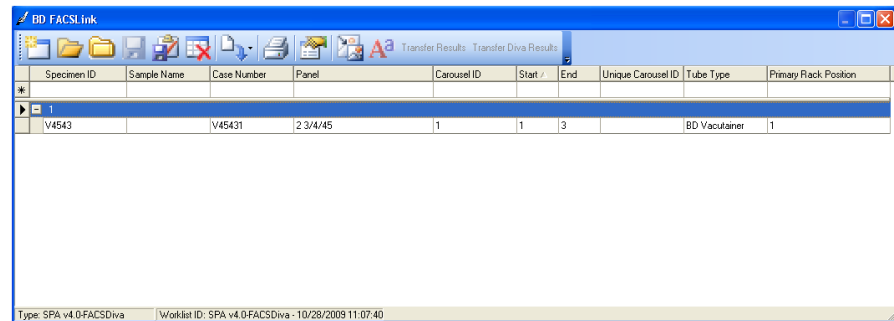 BD FACSLink
Aa Transfer Results Transfer Diva Results
Specimen ID Sample Name Case Number Panel Carousel ID Start End Unique Carousel ID Tube Type Primary Rack Position
1
V4543 V45431 2 3/4/45 1 1 3 BD Vacutainer 1
Type: SPA v4.0-FACSDiva Worklist ID: SPA v4.0-FACSDiva - 10/28/2009 11:07:40